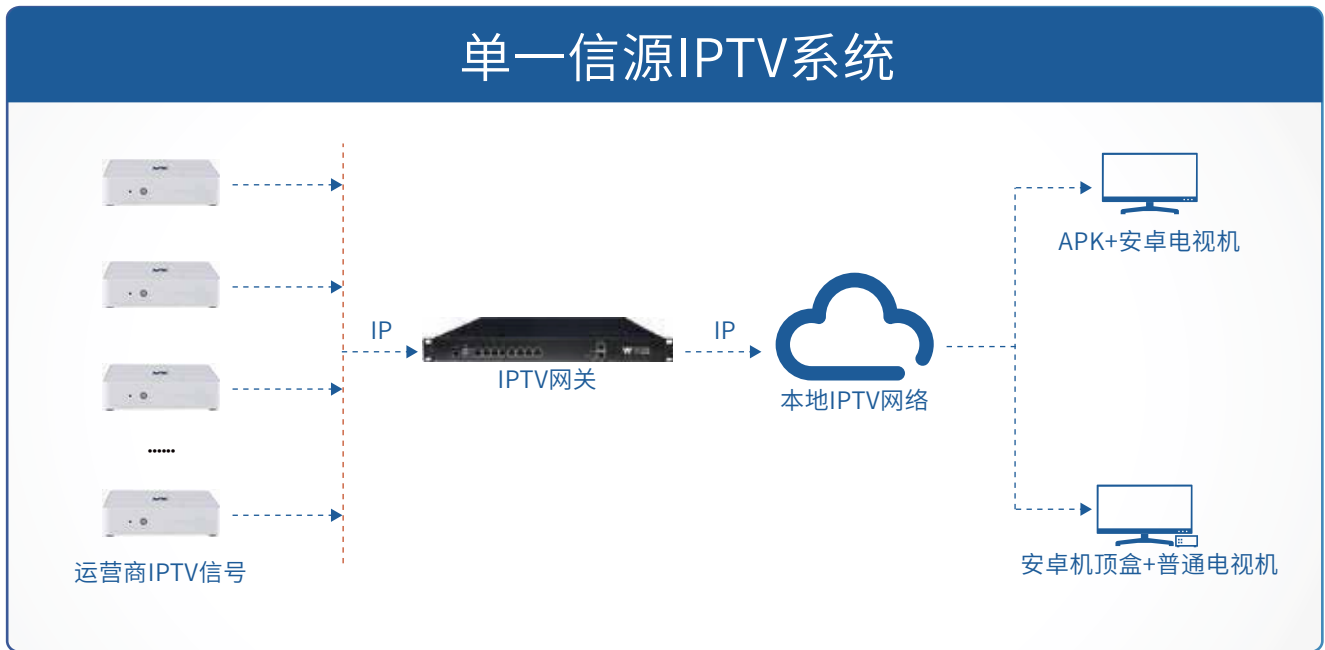 单一信源IPTV系统
APK+安卓电视机
IP
IP
IPTV网关
本地IPTV网络
......
运营商IPTV信号
安卓机顶盒+普通电视机